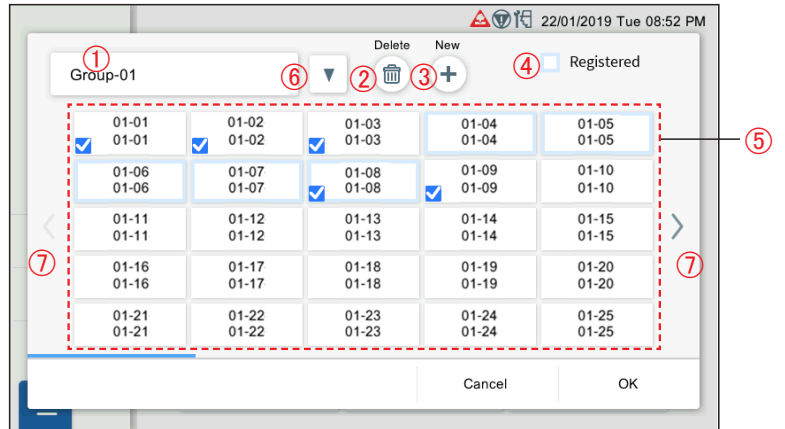 22/01/2019 Tue 08:52 PM
Delete New
① Group-01 ⑥ ▼ ② ③ + ④ Registered
01-01 01-02 01-03 01-04 01-05
01-01 01-02 01-03 01-04 01-05
⑤
01-06 01-07 01-08 01-09 01-10
01-06 01-07 01-08 01-09 01-10
01-11 01-12 01-13 01-14 01-15
01-11 01-12 01-13 01-14 01-15
⑦ ⑦
01-16 01-17 01-18 01-19 01-20
01-16 01-17 01-18 01-19 01-20
01-21 01-22 01-23 01-24 01-25
01-21 01-22 01-23 01-24 01-25
Cancel OK